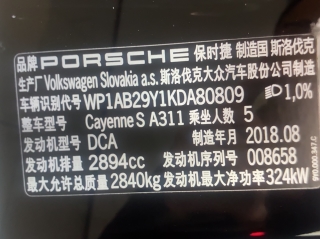 品牌 PORSCHE 保时捷 制造国 斯洛伐克
生产厂 Volkswagen Slovakia a.s. 斯洛伐克大众汽车股份公司制造
车辆识别代号 WP1AB29Y1KDA80809 1,0%
整车型号 Cayenne S A311 乘坐人数 5
发动机型号 DCA 制造年月 2018.08
发动机排量 2894cc 发动机序列号 008658
最大允许总质量 2840kg 发动机最大净功率 324kW